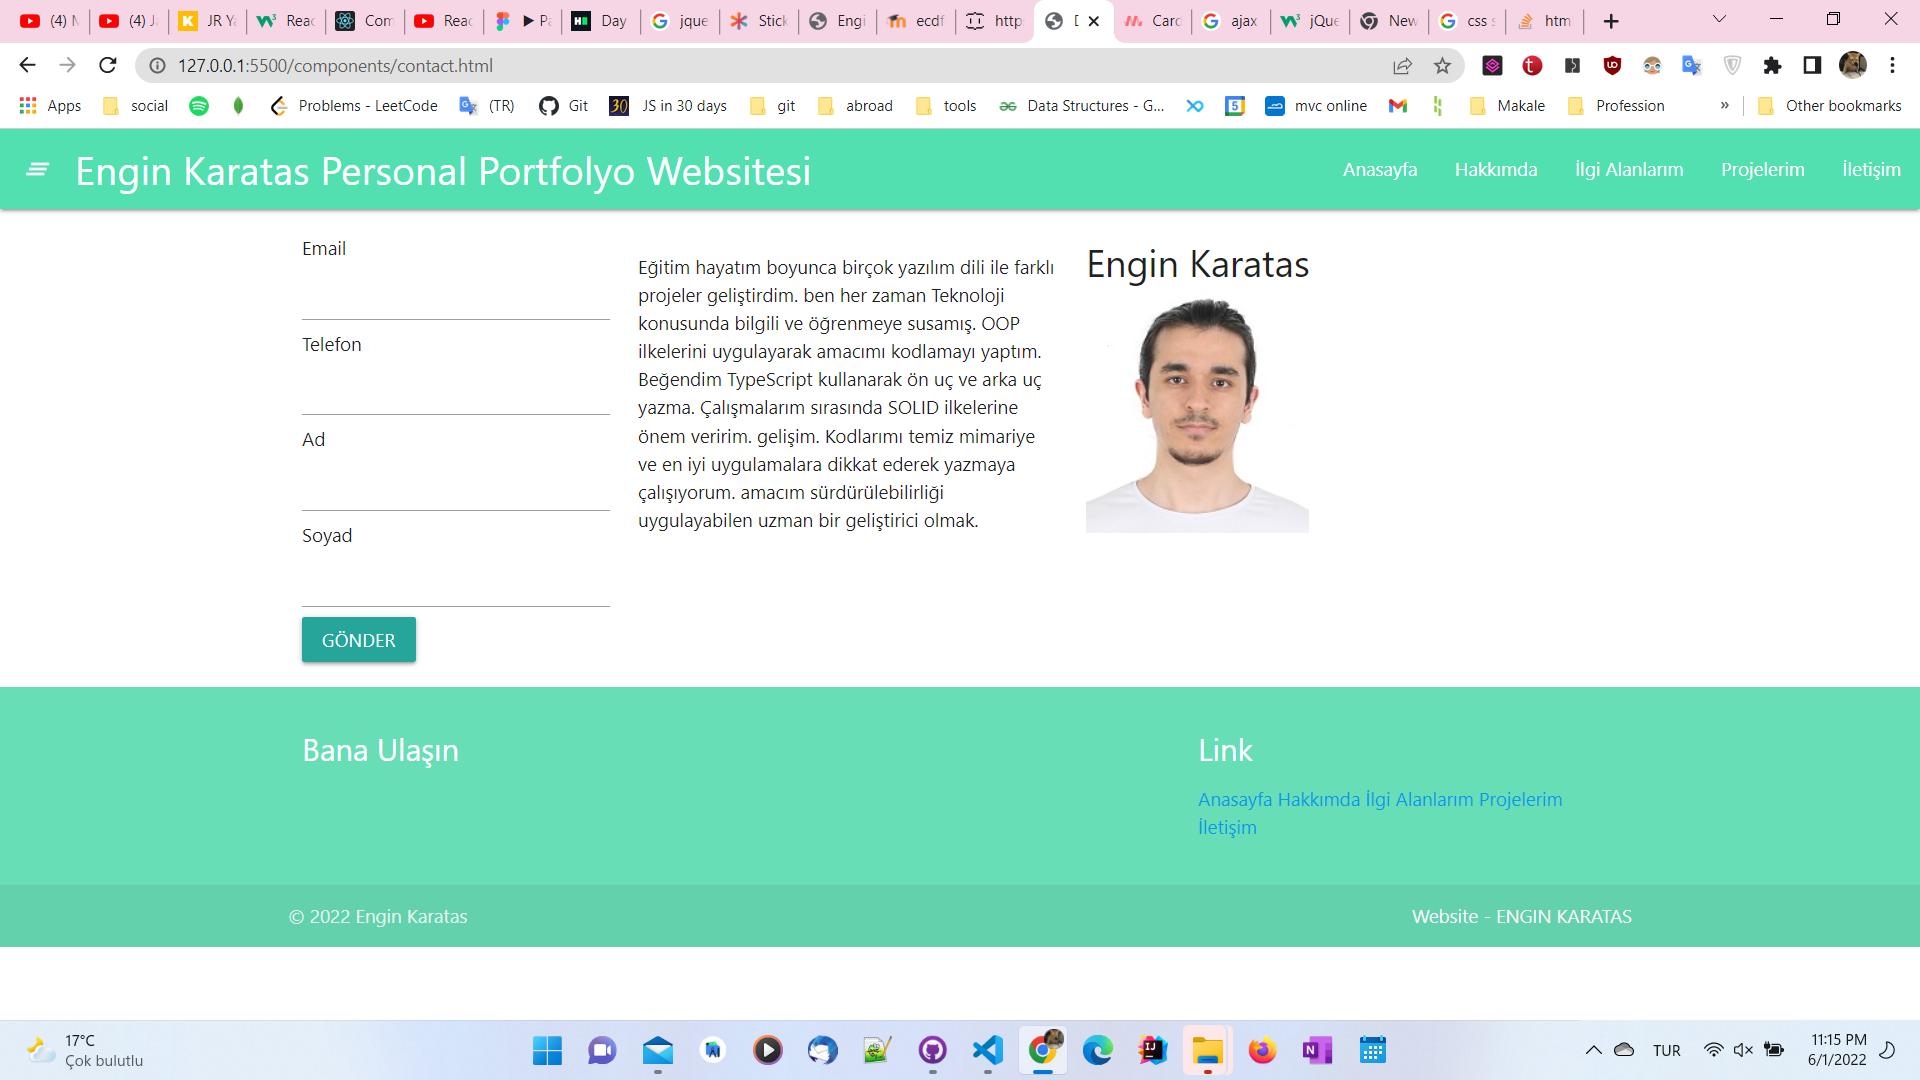 (4) M
(4) Ja
JR Ya
Reac
Com
Reac
Pa
Day
jque
Stick
Engi
ecdf
http
Card
ajax
jQue
New
css s
htm
127.0.0.1:5500/components/contact.html
Apps
social
Problems - LeetCode
(TR)
Git
30
JS in 30 days
git
abroad
tools
Data Structures - G...
5
mvc online
Makale
Profession
»
Other bookmarks
Engin Karatas Personal Portfolyo Websitesi
Anasayfa
Hakkımda
İlgi Alanlarım
Projelerim
İletişim
Email
Telefon
Ad
Soyad
GÖNDER
Eğitim hayatım boyunca birçok yazılım dili ile farklı
projeler geliştirdim. ben her zaman Teknoloji
konusunda bilgili ve öğrenmeye susamış. OOP
ilkelerini uygulayarak amacımı kodlamayı yaptım.
Beğendim TypeScript kullanarak ön uç ve arka uç
yazma. Çalışmalarım sırasında SOLID ilkelerine
önem veririm. gelişim. Kodlarımı temiz mimariye
ve en iyi uygulamalara dikkat ederek yazmaya
çalışıyorum. amacım sürdürülebilirliği
uygulayabilen uzman bir geliştirici olmak.
Engin Karatas
Bana Ulaşın
Link
Anasayfa Hakkımda İlgi Alanlarım Projelerim
İletişim
© 2022 Engin Karatas
Website - ENGIN KARATAS
17°C
Çok bulutlu
TUR
11:15 PM
6/1/2022